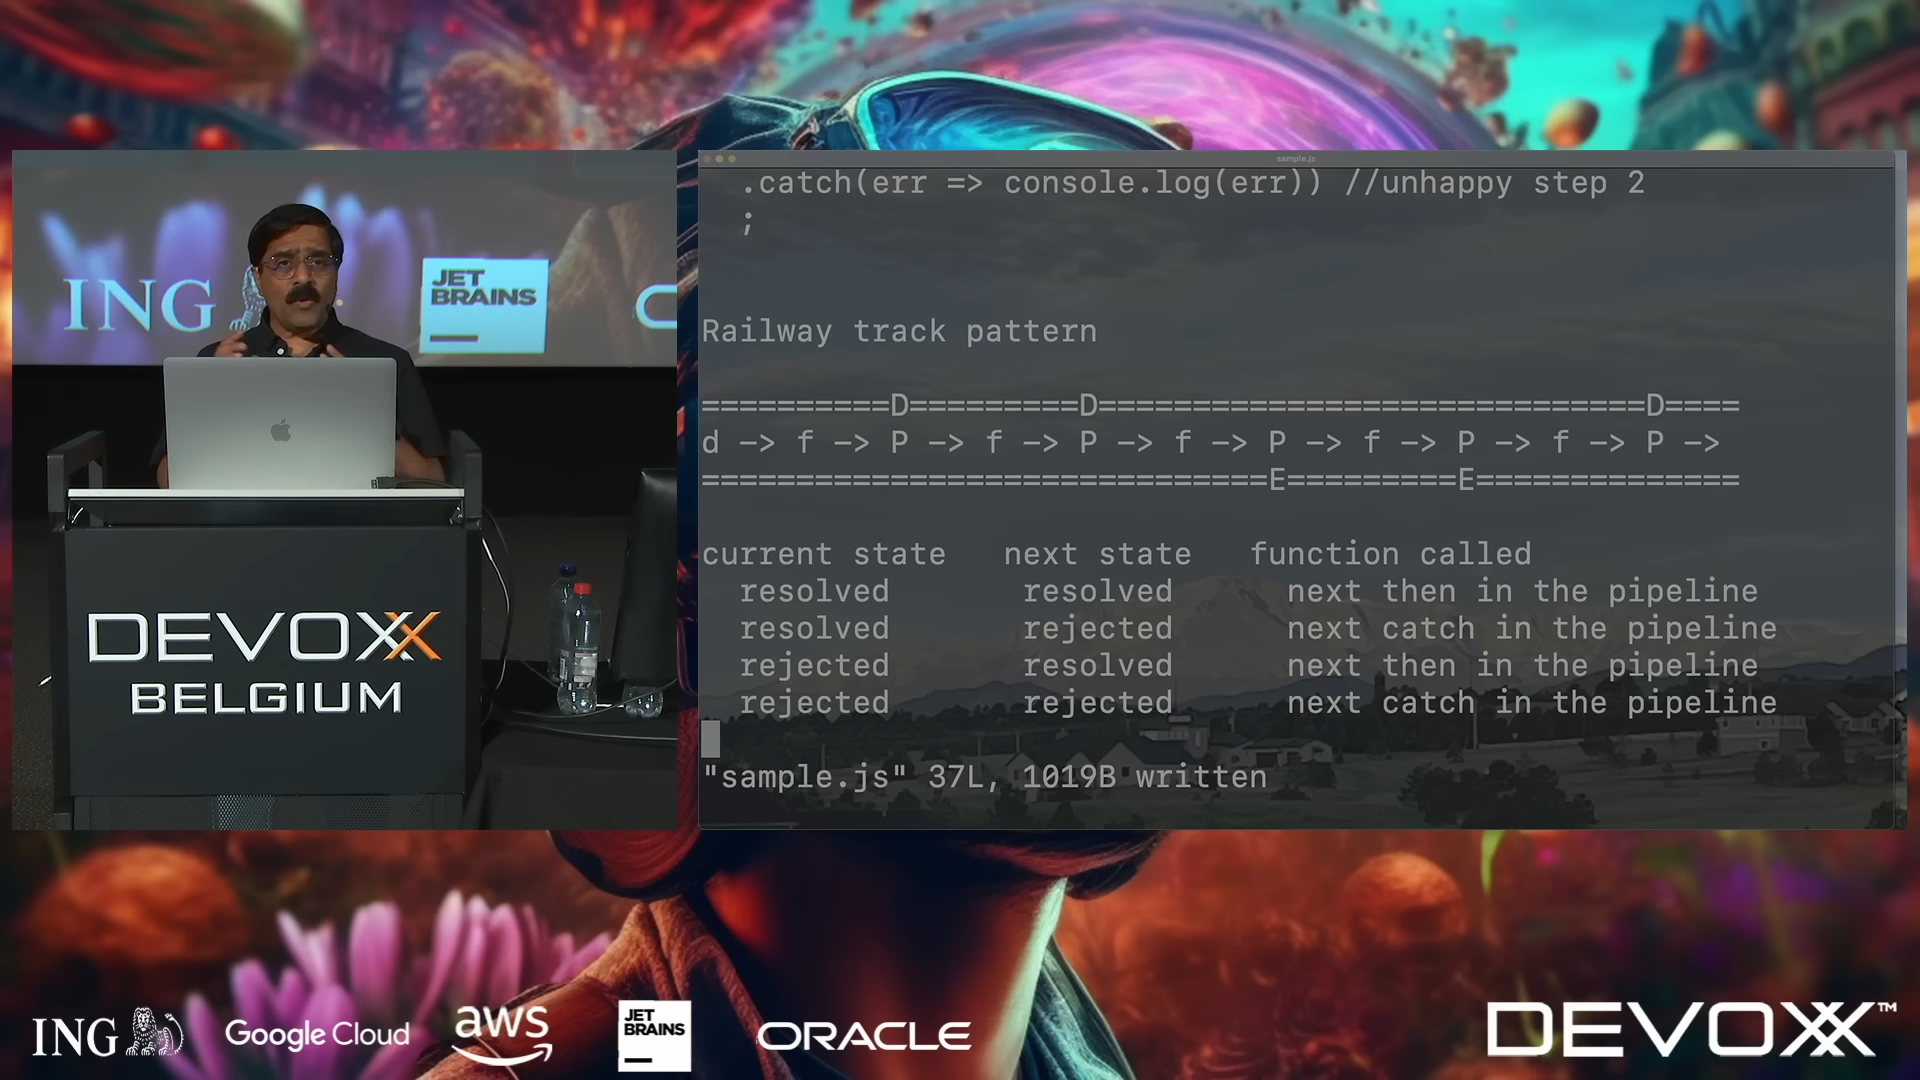 ING
JET
BRAINS
DEVOXX
BELGIUM
sample.js
.catch(err => console.log(err)) //unhappy step 2
;
Railway track pattern
==========D=========D=============================D====
d -> f -> P -> f -> P -> f -> P -> f -> P -> f -> P ->
==============================E=========E==============
current state   next state   function called
resolved       resolved      next then in the pipeline
resolved       rejected      next catch in the pipeline
rejected       resolved      next then in the pipeline
rejected       rejected      next catch in the pipeline
"sample.js" 37L, 1019B written
ING
Google Cloud
aws
JET
BRAINS
ORACLE
DEVOXX™